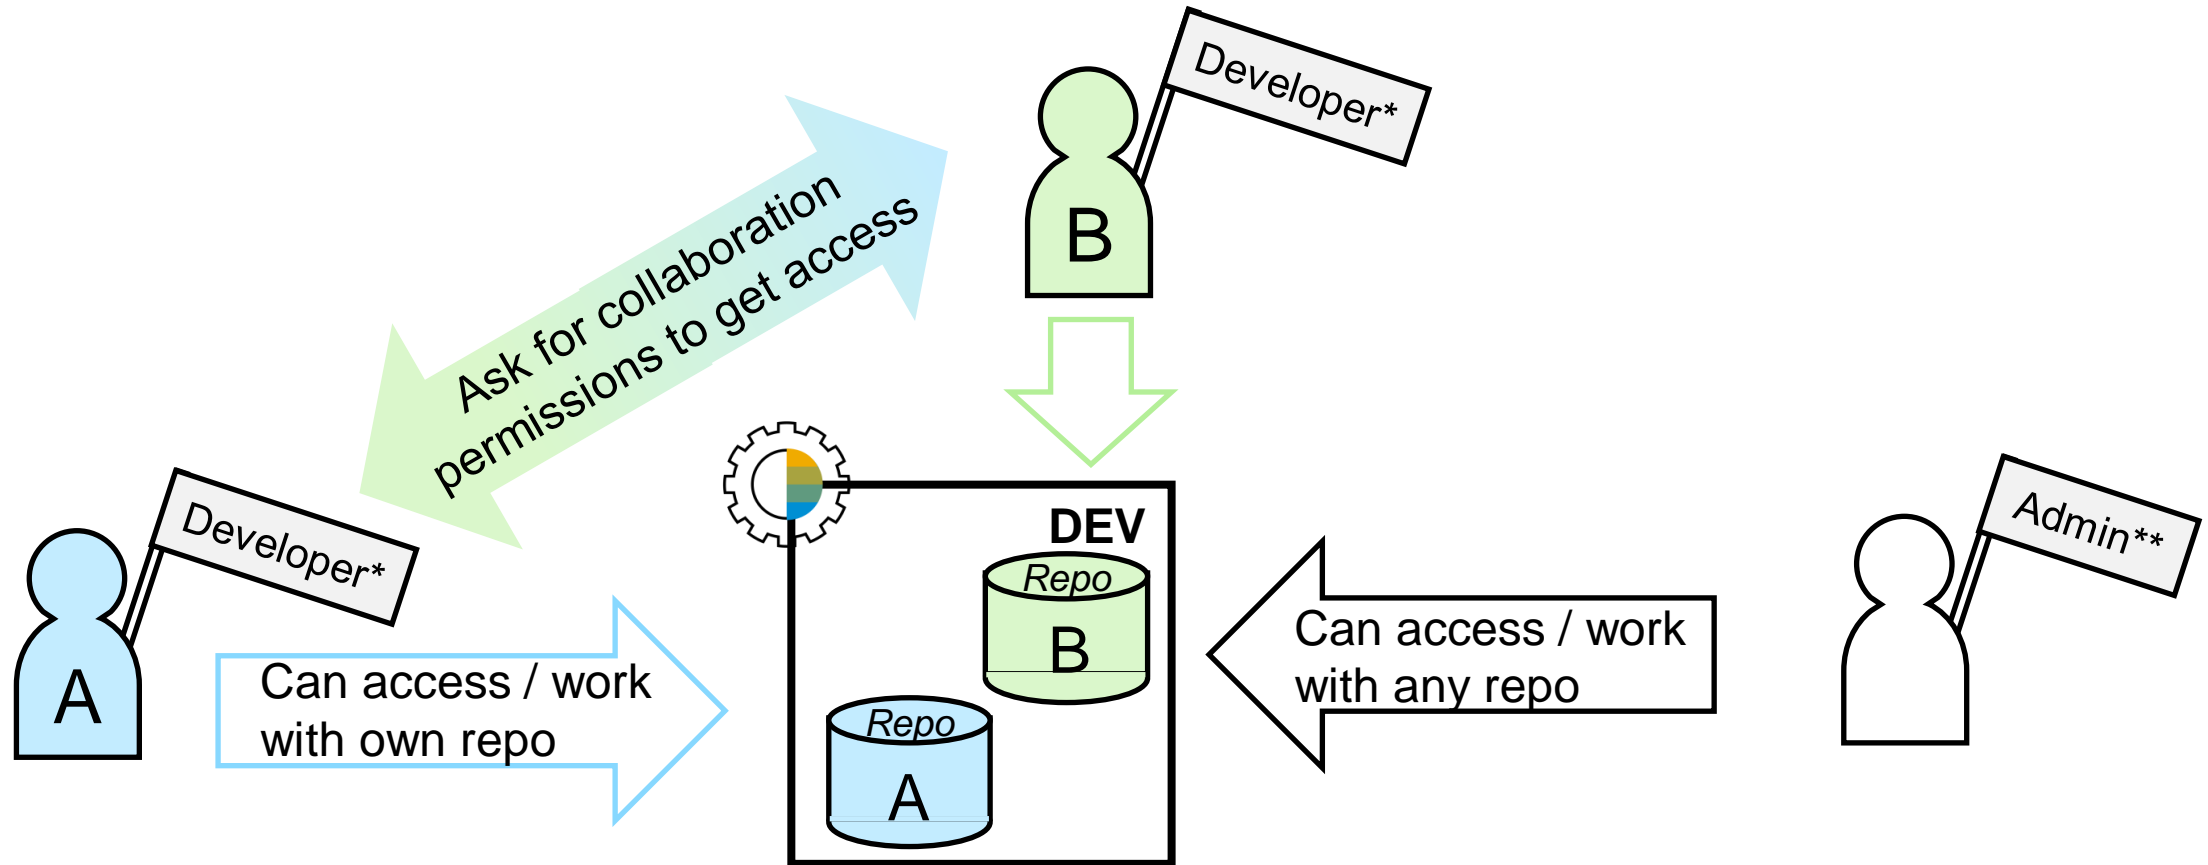 Developer*
B
Ask for collaboration
permissions to get access
Developer*
A
Can access / work
with own repo
DEV
Repo
B
Repo
A
Can access / work
with any repo
Admin**